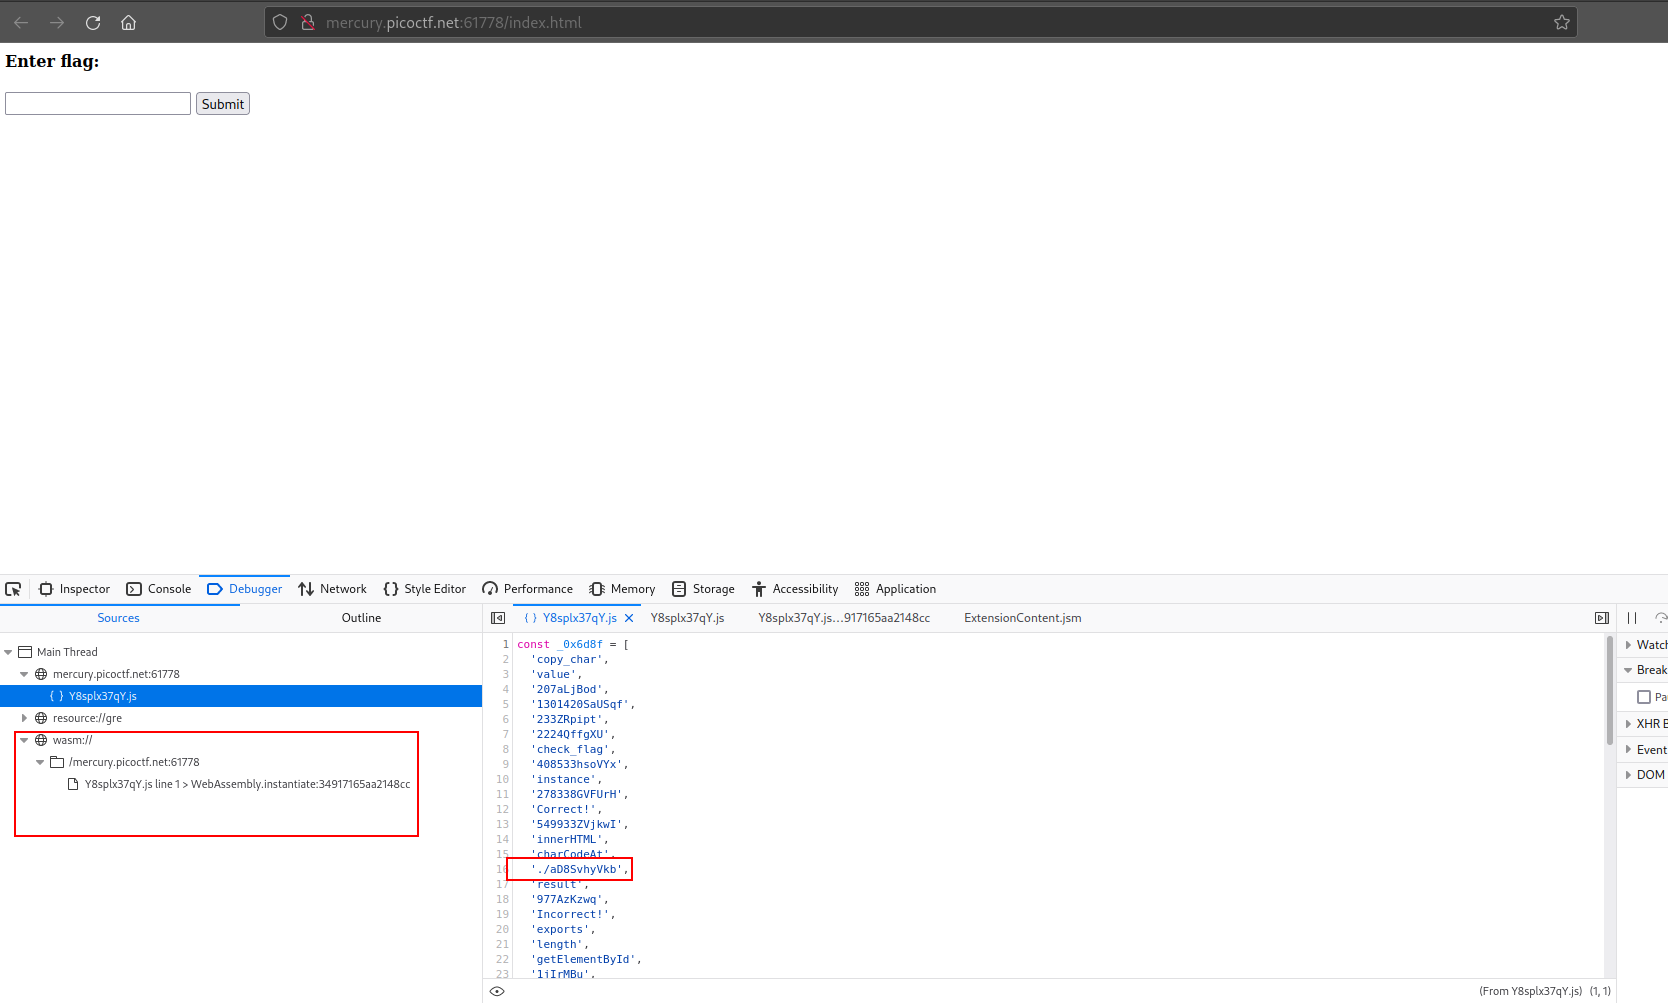 mercury.picoctf.net:61778/index.html
Enter flag:
Submit
Inspector Console Debugger Network Style Editor Performance Memory Storage Accessibility Application
Sources Outline
{ } Y8splx37qY.js Y8splx37qY.js Y8splx37qY.js…917165aa2148cc ExtensionContent.jsm
Main Thread
mercury.picoctf.net:61778
{ } Y8splx37qY.js
resource://gre
wasm://
/mercury.picoctf.net:61778
Y8splx37qY.js line 1 > WebAssembly.instantiate:34917165aa2148cc
1 const _0x6d8f = [
2 'copy_char',
3 'value',
4 '207aLjBod',
5 '1301420SaUSqf',
6 '233ZRpipt',
7 '2224QffgXU',
8 'check_flag',
9 '408533hsoVYx',
10 'instance',
11 '278338GVFUrH',
12 'Correct!',
13 '549933ZVjkwI',
14 'innerHTML',
15 'charCodeAt',
16 './aD8SvhyVkb',
17 'result',
18 '977AzKzwq',
19 'Incorrect!',
20 'exports',
21 'length',
22 'getElementById',
23 '1jIrMBu',
Watch
Break
Pa
XHR B
Event
DOM
(From Y8splx37qY.js) (1, 1)